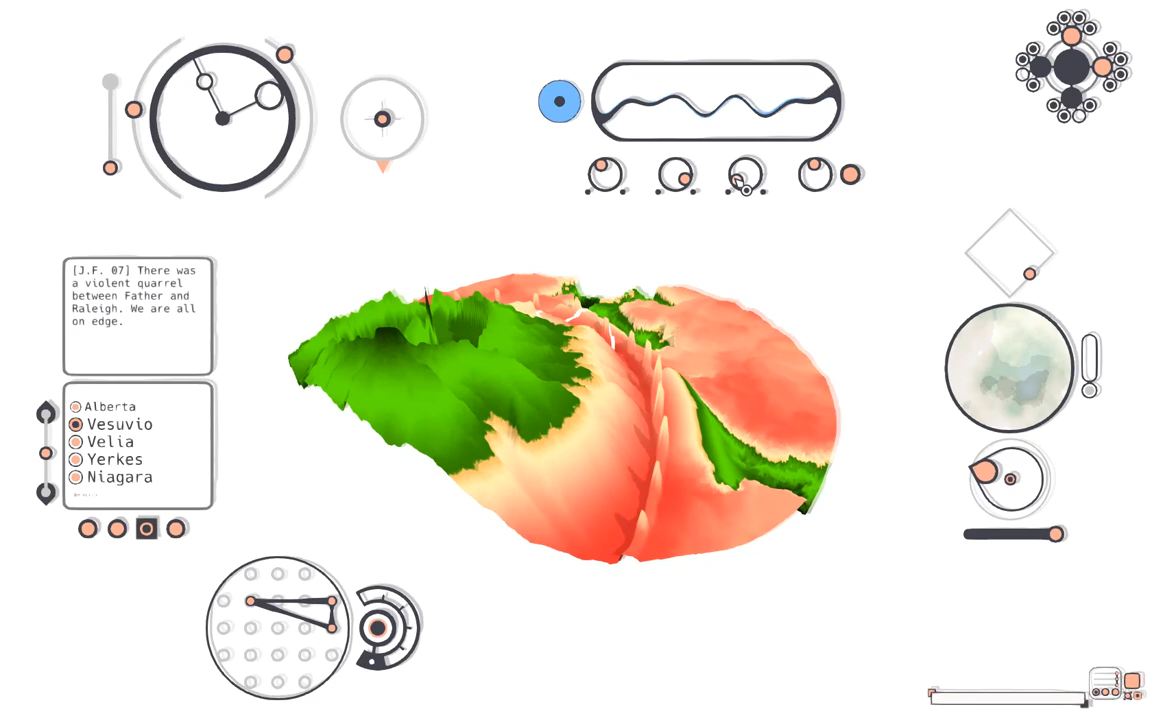 [J.F. 07] There was
a violent quarrel
between Father and
Raleigh. We are all
on edge.
Alberta
Vesuvio
Velia
Yerkes
Niagara